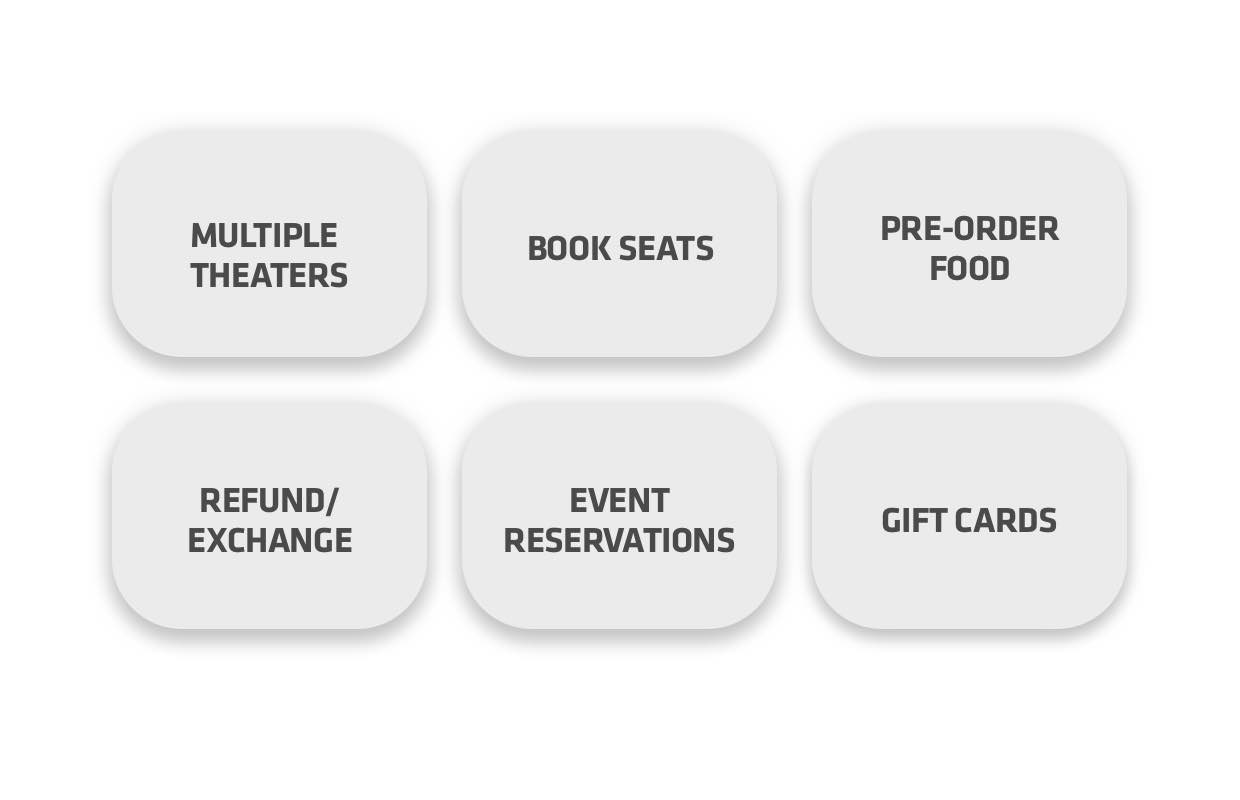 MULTIPLE
THEATERS
BOOK SEATS
PRE-ORDER
FOOD
REFUND/
EXCHANGE
EVENT
RESERVATIONS
GIFT CARDS